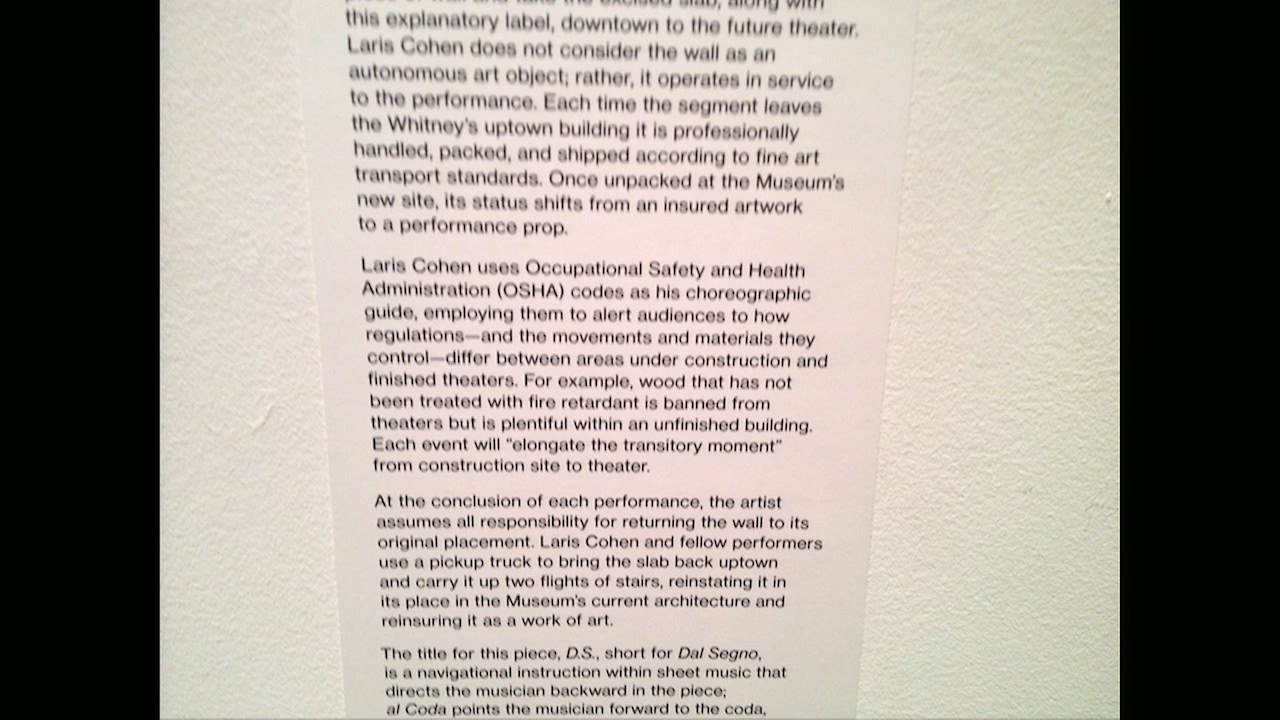 piece of wall and take the excised slab, along with
this explanatory label, downtown to the future theater.
Laris Cohen does not consider the wall as an
autonomous art object; rather, it operates in service
to the performance. Each time the segment leaves
the Whitney's uptown building it is professionally
handled, packed, and shipped according to fine art
transport standards. Once unpacked at the Museum's
new site, its status shifts from an insured artwork
to a performance prop.
Laris Cohen uses Occupational Safety and Health
Administration (OSHA) codes as his choreographic
guide, employing them to alert audiences to how
regulations—and the movements and materials they
control—differ between areas under construction and
finished theaters. For example, wood that has not
been treated with fire retardant is banned from
theaters but is plentiful within an unfinished building.
Each event will "elongate the transitory moment"
from construction site to theater.
At the conclusion of each performance, the artist
assumes all responsibility for returning the wall to its
original placement. Laris Cohen and fellow performers
use a pickup truck to bring the slab back uptown
and carry it up two flights of stairs, reinstating it in
its place in the Museum's current architecture and
reinsuring it as a work of art.
The title for this piece, D.S., short for Dal Segno,
is a navigational instruction within sheet music that
directs the musician backward in the piece;
al Coda points the musician forward to the coda,